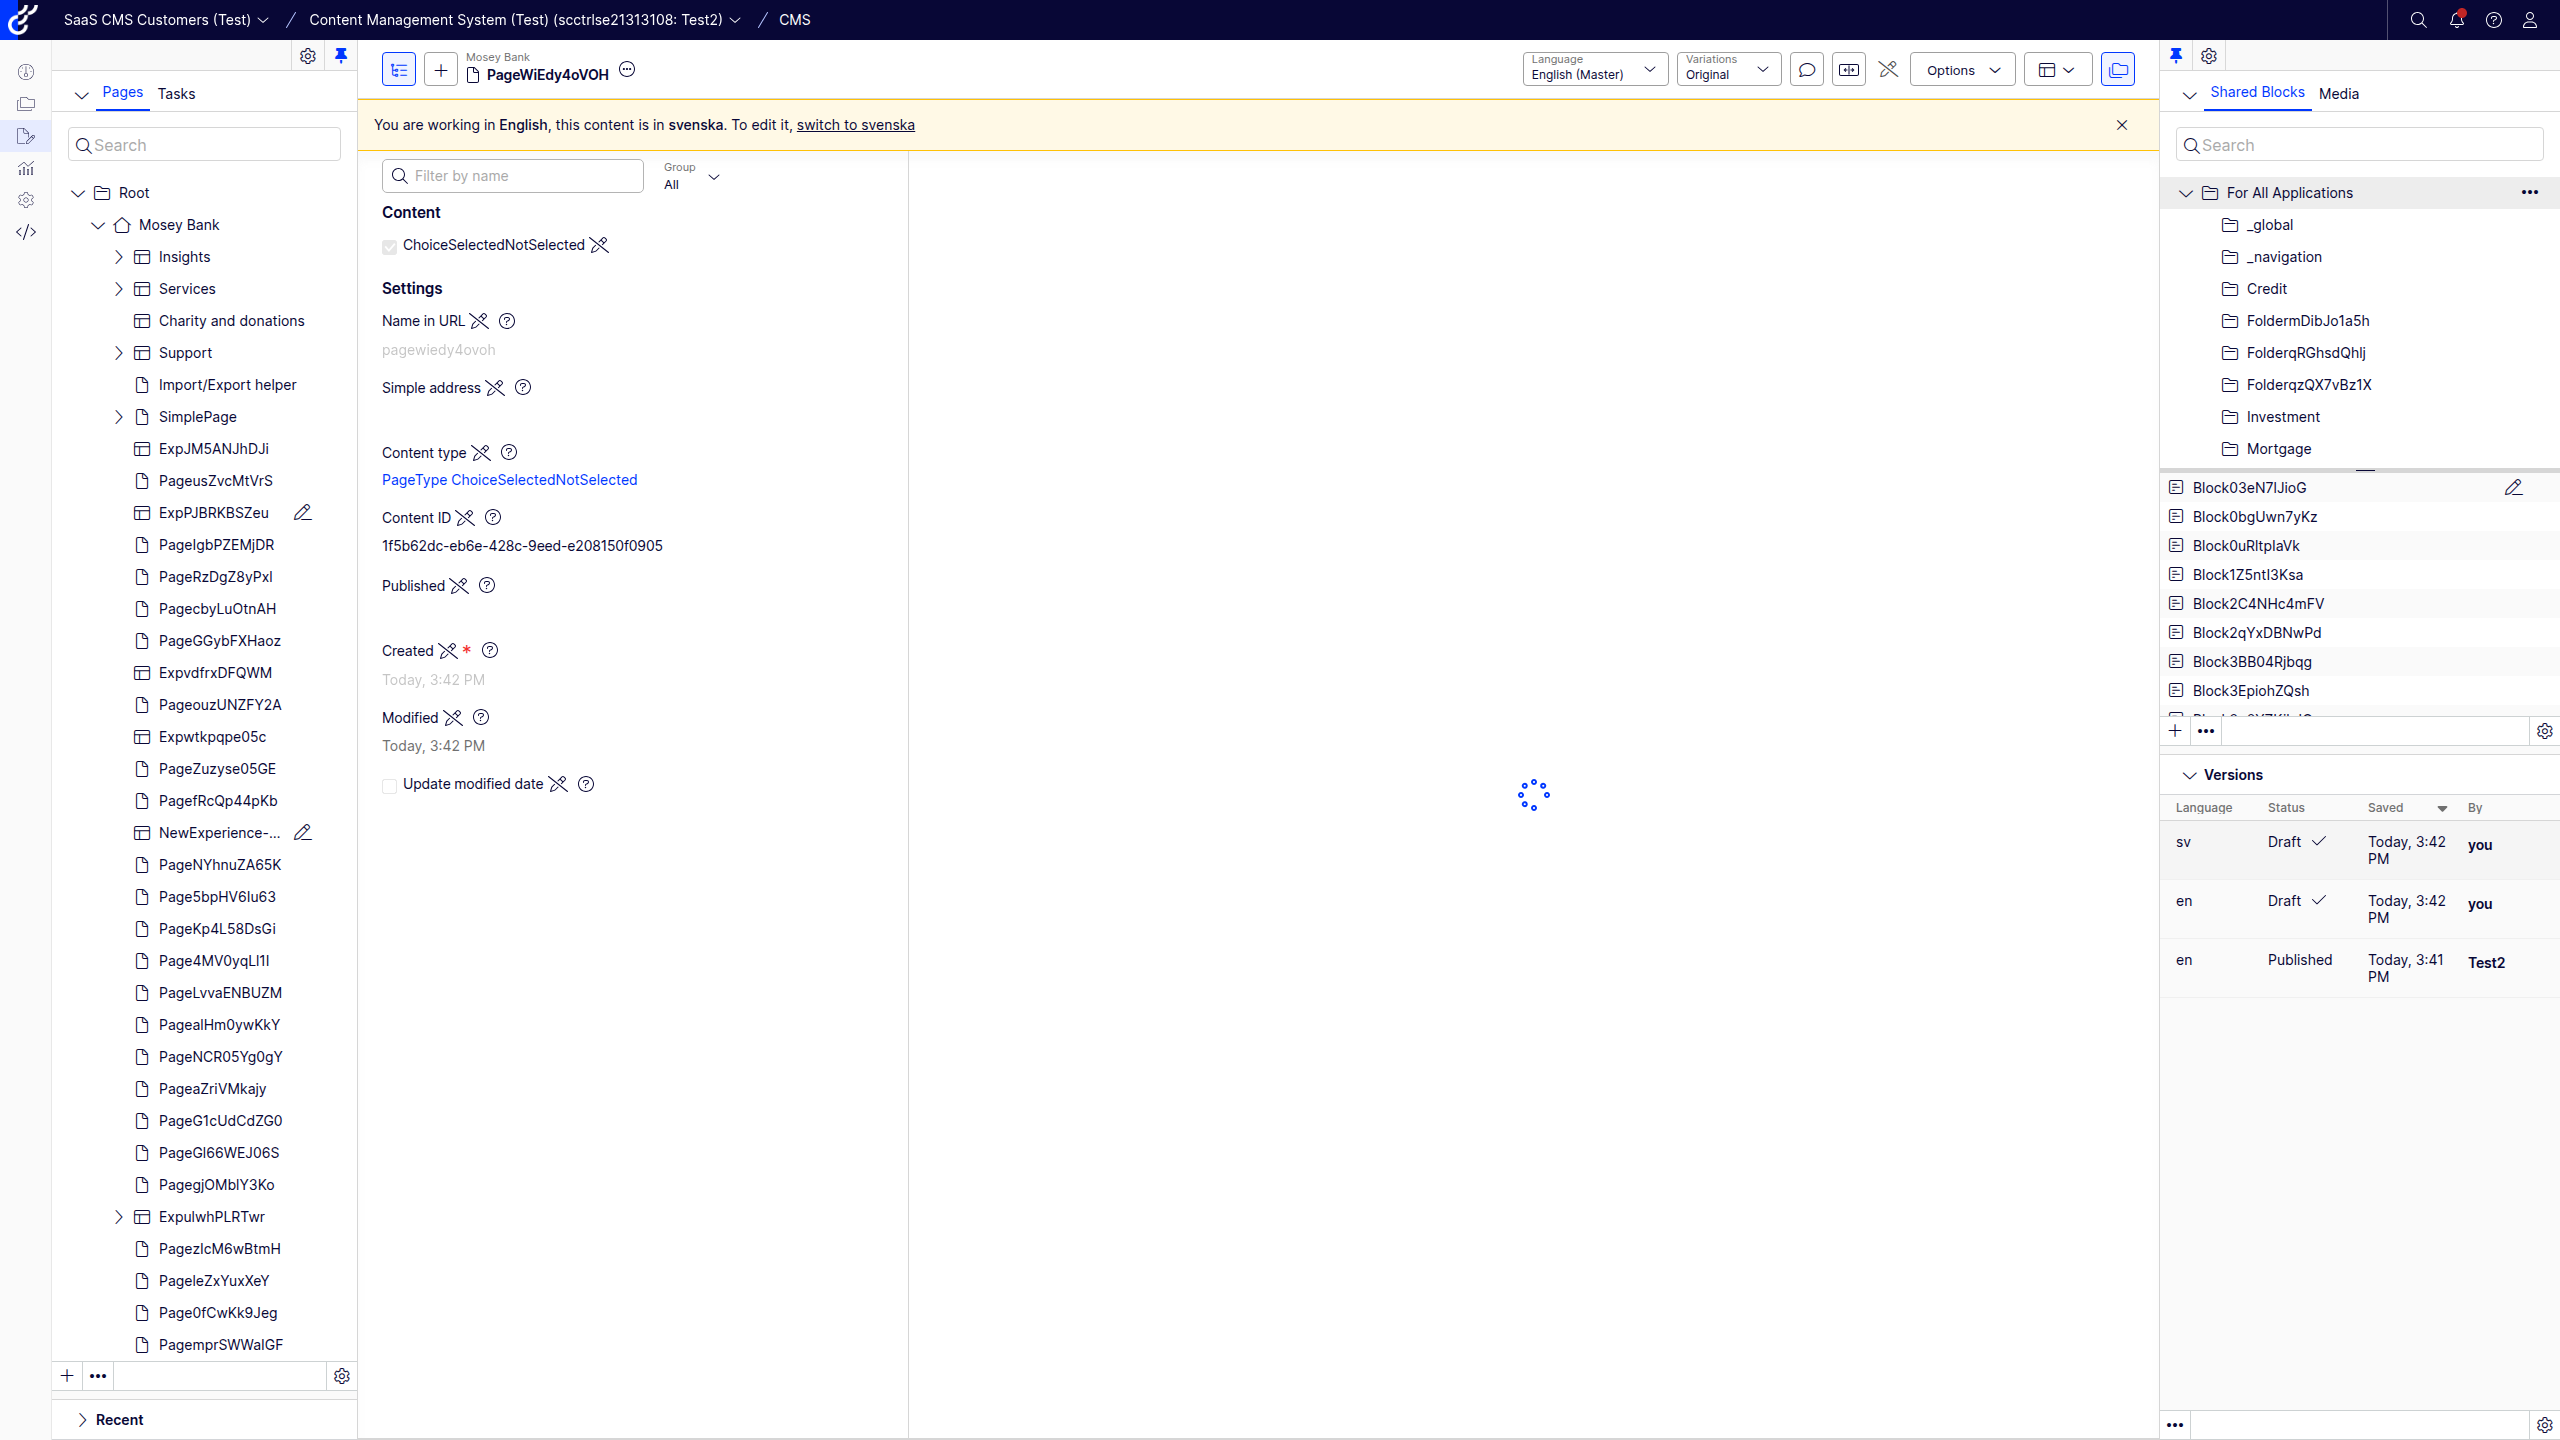 SaaS CMS Customers (Test) / Content Management System (Test) (scctrlse21313108: Test2) / CMS
Pages Tasks
Search
Root
Mosey Bank
Insights
Services
Charity and donations
Support
Import/Export helper
SimplePage
ExpJM5ANJhDJi
PageusZvcMtVrS
ExpPJBRKBSZeu
PageIgbPZEMjDR
PageRzDgZ8yPxl
PagecbyLuOtnAH
PageGGybFXHaoz
ExpvdfrxDFQWM
PageouzUNZFY2A
Expwtkpqpe05c
PageZuzyse05GE
PagefRcQp44pKb
NewExperience-...
PageNYhnuZA65K
Page5bpHV6Iu63
PageKp4L58DsGi
Page4MV0yqLl1I
PageLvvaENBUZM
PagealHm0ywKkY
PageNCR05Yg0gY
PageaZriVMkajy
PageG1cUdCdZG0
PageGl66WEJ06S
PagegjOMblY3Ko
ExpulwhPLRTwr
PagezlcM6wBtmH
PageleZxYuxXeY
Page0fCwKk9Jeg
PagemprSWWalGF
Recent
Mosey Bank
PageWiEdy4oVOH
Language
English (Master)
Variations
Original
Options
You are working in English, this content is in svenska. To edit it, switch to svenska
Filter by name
Group
All
Content
ChoiceSelectedNotSelected
Settings
Name in URL
pagewiedy4ovoh
Simple address
Content type
PageType ChoiceSelectedNotSelected
Content ID
1f5b62dc-eb6e-428c-9eed-e208150f0905
Published
Created *
Today, 3:42 PM
Modified
Today, 3:42 PM
Update modified date
Shared Blocks Media
Search
For All Applications
_global
_navigation
Credit
FoldermDibJo1a5h
FolderqRGhsdQhlj
FolderqzQX7vBz1X
Investment
Mortgage
Block03eN7lJioG
Block0bgUwn7yKz
Block0uRltplaVk
Block1Z5ntI3Ksa
Block2C4NHc4mFV
Block2qYxDBNwPd
Block3BB04Rjbqg
Block3EpiohZQsh
Versions
Language Status Saved By
sv Draft Today, 3:42 PM you
en Draft Today, 3:42 PM you
en Published Today, 3:41 PM Test2